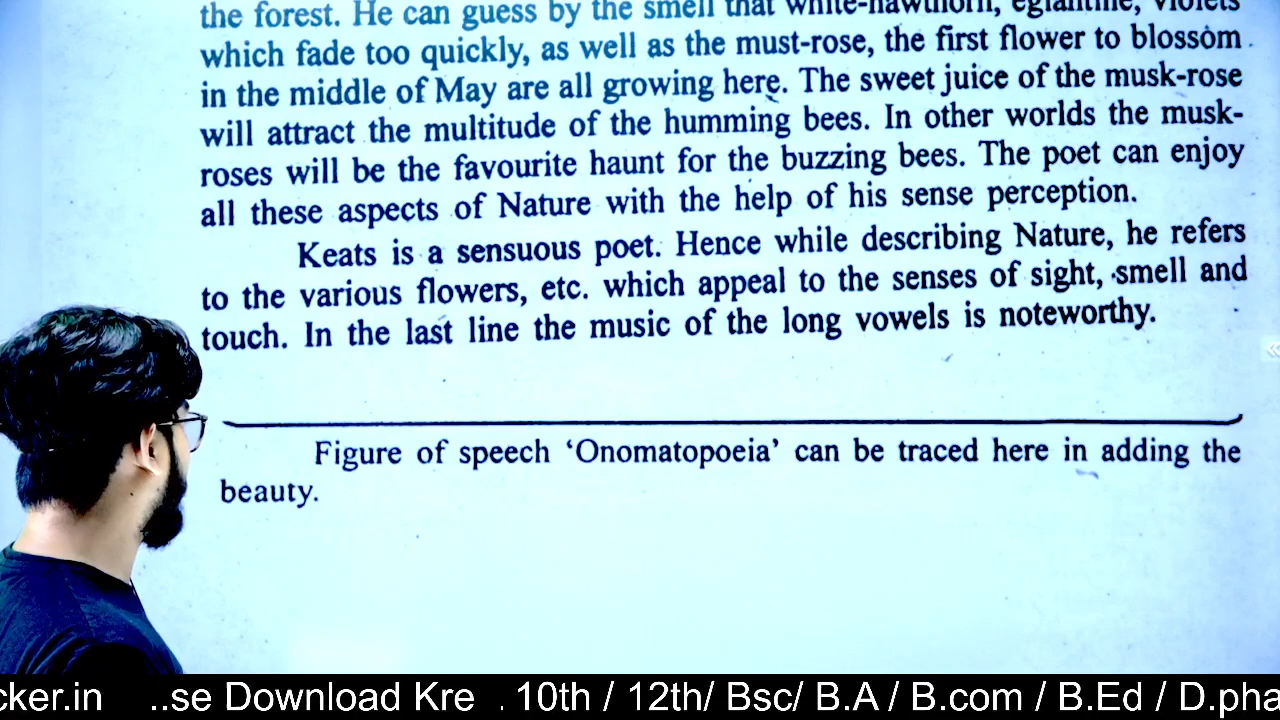 the forest. He can guess by the smell that white-hawthorn, eglantine, violets
which fade too quickly, as well as the must-rose, the first flower to blossom
in the middle of May are all growing here. The sweet juice of the musk-rose
will attract the multitude of the humming bees. In other worlds the musk-
roses will be the favourite haunt for the buzzing bees. The poet can enjoy
all these aspects of Nature with the help of his sense perception.
Keats is a sensuous poet. Hence while describing Nature, he refers
to the various flowers, etc. which appeal to the senses of sight, smell and
touch. In the last line the music of the long vowels is noteworthy.
Figure of speech ‘Onomatopoeia’ can be traced here in adding the
beauty.
cker.in ..se Download Kre . 10th / 12th/ Bsc/ B.A / B.com / B.Ed / D.pha